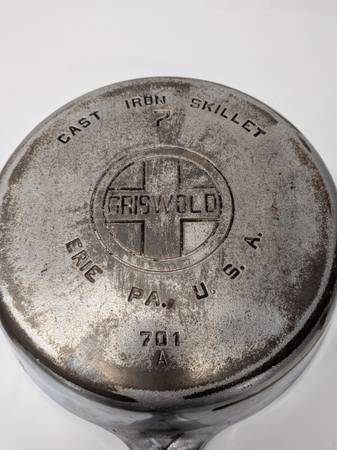 CAST IRON SKILLET
7
GRISWOLD
ERIE PA., U.S.A.
701
A